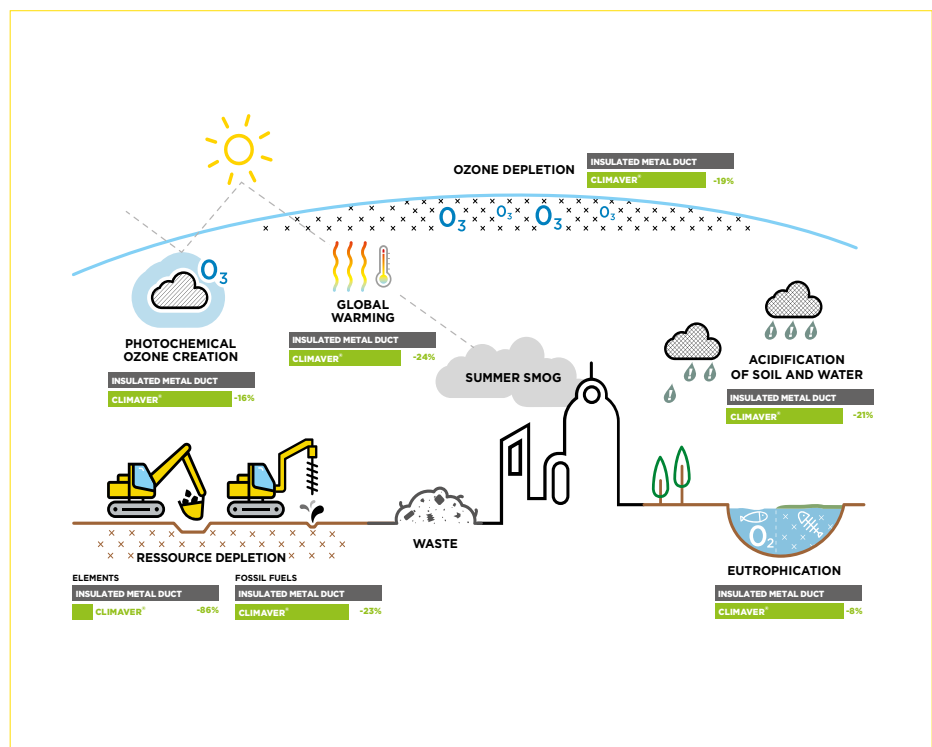 OZONE DEPLETION
INSULATED METAL DUCT
CLIMAVER® -19%
O3 O3 O3 O3
O3
PHOTOCHEMICAL
OZONE CREATION
INSULATED METAL DUCT
CLIMAVER® -16%
GLOBAL
WARMING
INSULATED METAL DUCT
CLIMAVER® -24%
SUMMER SMOG
ACIDIFICATION
OF SOIL AND WATER
INSULATED METAL DUCT
CLIMAVER® -21%
RESSOURCE DEPLETION
ELEMENTS
INSULATED METAL DUCT
CLIMAVER® -86%
FOSSIL FUELS
INSULATED METAL DUCT
CLIMAVER® -23%
WASTE
O2
EUTROPHICATION
INSULATED METAL DUCT
CLIMAVER® -8%